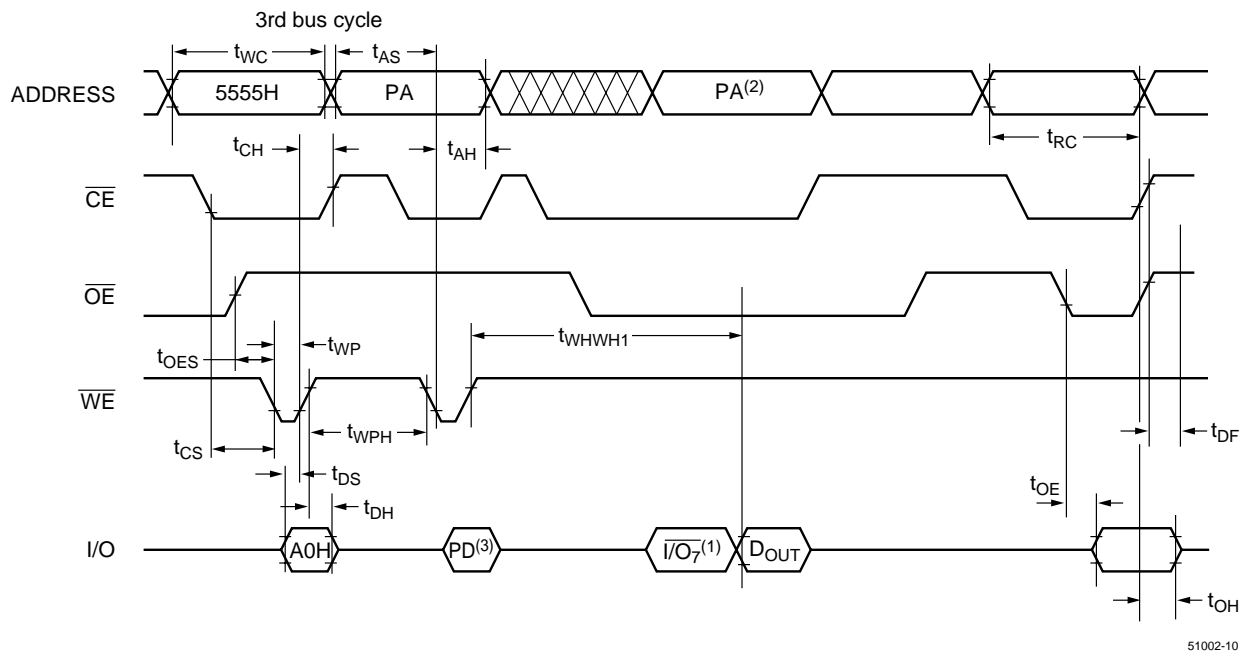 3rd bus cycle
tWC
tAS
ADDRESS
5555H
PA
PA(2)
tCH
tAH
tRC
CE
OE
tWHWH1
tWP
tOES
WE
tWPH
tCS
tDF
tDS
tOE
tDH
I/O
A0H
PD(3)
I/O7(1)
DOUT
tOH
51002-10